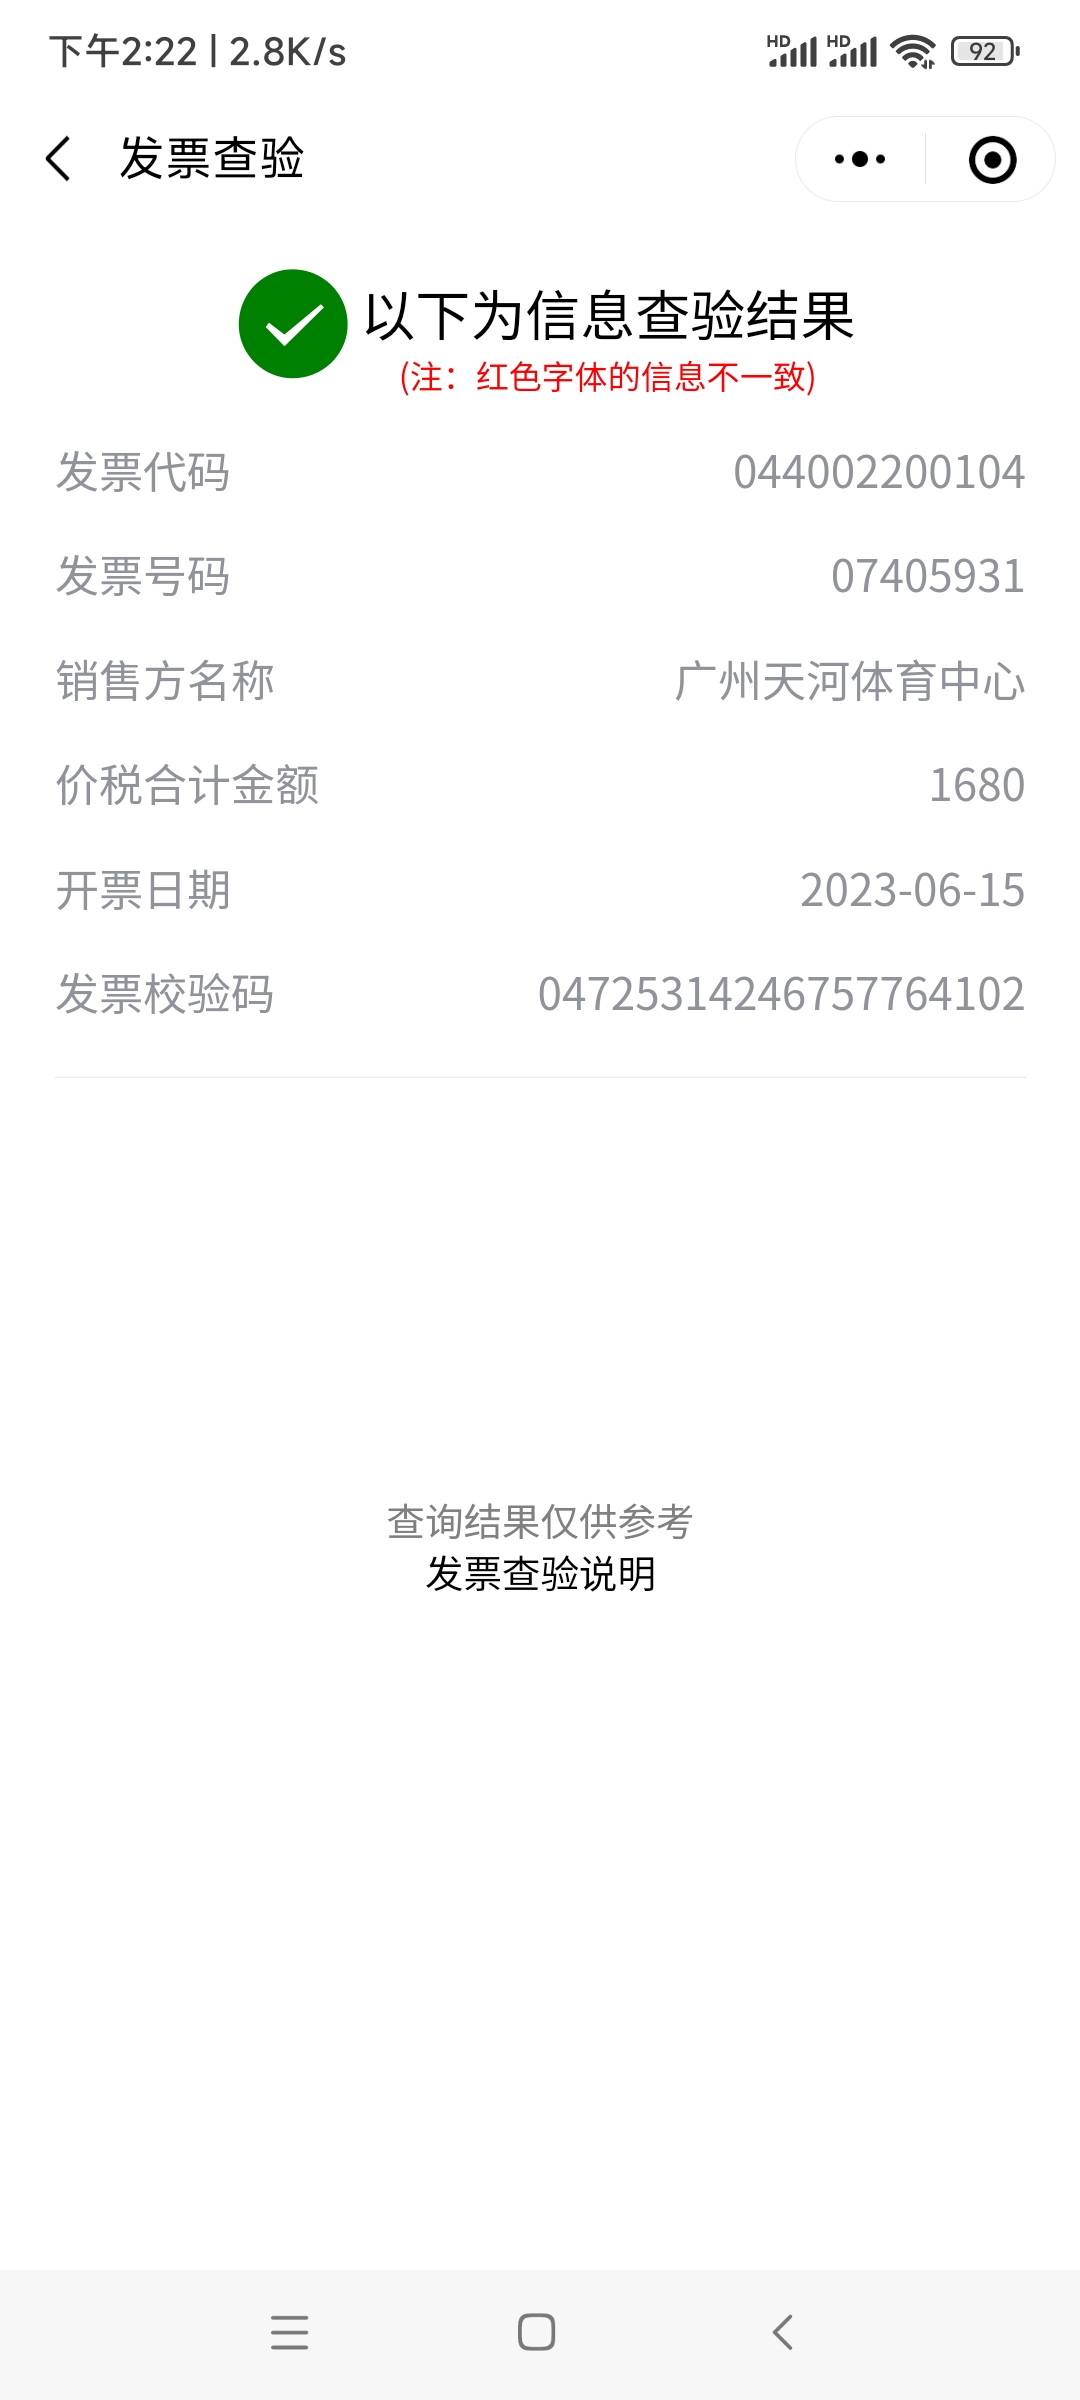 下午2:22 | 2.8K/s
HD HD 92
发票查验
以下为信息查验结果
(注：红色字体的信息不一致)
发票代码 044002200104
发票号码 07405931
销售方名称 广州天河体育中心
价税合计金额 1680
开票日期 2023-06-15
发票校验码 04725314246757764102
查询结果仅供参考
发票查验说明